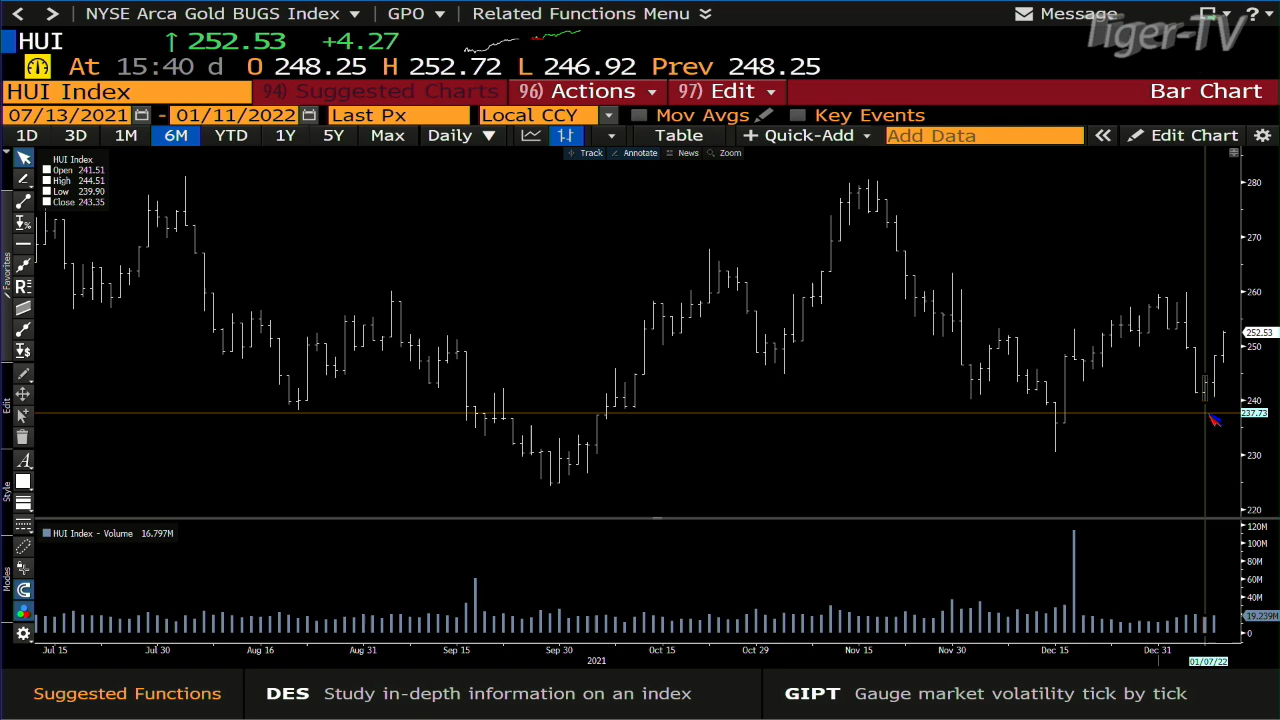 NYSE Arca Gold BUGS Index GPO Related Functions Menu Message ?
Tiger-TV
HUI ↑ 252.53 +4.27
At 15:40 d O 248.25 H 252.72 L 246.92 Prev 248.25
HUI Index 94) Suggested Charts 96) Actions 97) Edit Bar Chart
07/13/2021 - 01/11/2022 Last Px Local CCY Mov Avgs Key Events
1D 3D 1M 6M YTD 1Y 5Y Max Daily ▼ Table + Quick-Add Add Data « Edit Chart
Track Annotate News Zoom
HUI Index
Open 241.51
High 244.51
Low 239.90
Close 243.35
280
270
260
252.53
250
240
237.73
230
220
Favorites
Edit
Style
Modes
HUI Index - Volume 16.797M
120M
100M
80M
60M
40M
19.239M
0
Jul 15 Jul 30 Aug 16 Aug 31 Sep 15 Sep 30 Oct 15 Oct 29 Nov 15 Nov 30 Dec 15 Dec 31
2021 01/07/22
Suggested Functions DES Study in-depth information on an index GIPT Gauge market volatility tick by tick